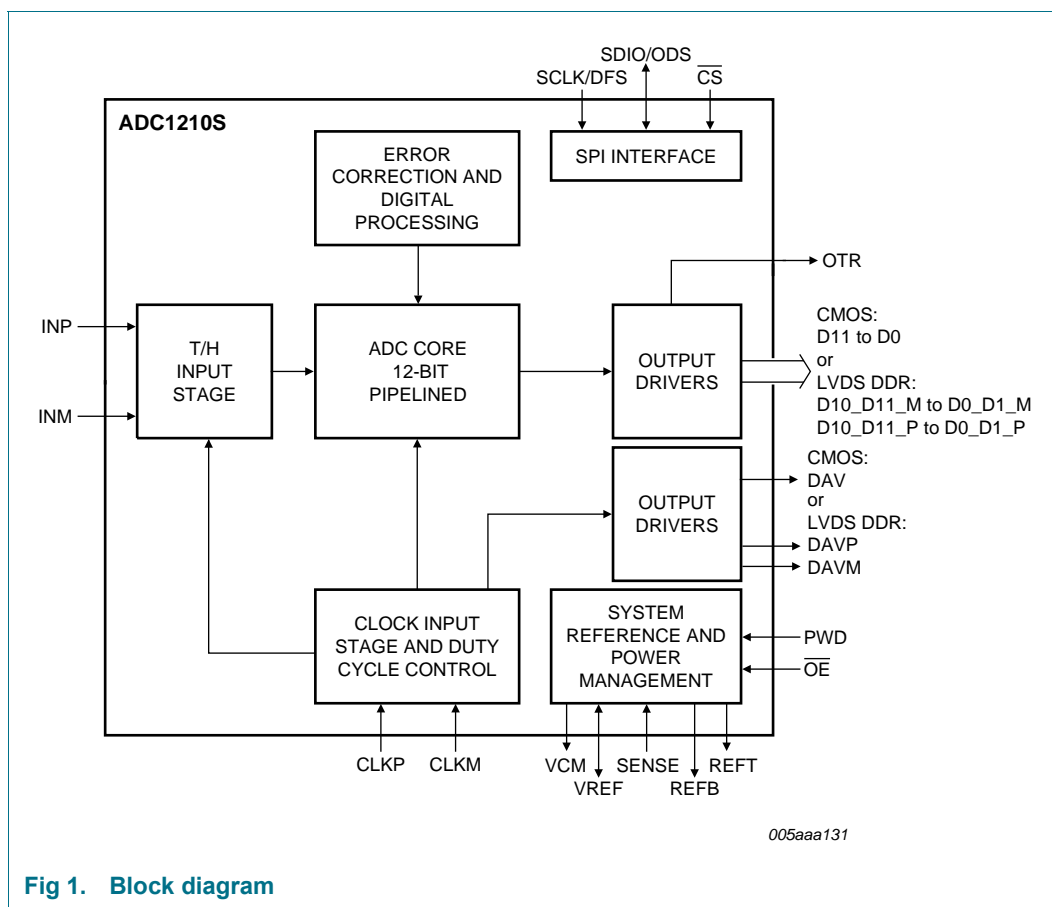 SDIO/ODS
SCLK/DFS
CS
ADC1210S
ERROR
CORRECTION AND
DIGITAL
PROCESSING
SPI INTERFACE
OTR
INP
INM
T/H
INPUT
STAGE
ADC CORE
12-BIT
PIPELINED
OUTPUT
DRIVERS
CMOS:
D11 to D0
or
LVDS DDR:
D10_D11_M to D0_D1_M
D10_D11_P to D0_D1_P
OUTPUT
DRIVERS
CMOS:
DAV
or
LVDS DDR:
DAVP
DAVM
CLOCK INPUT
STAGE AND DUTY
CYCLE CONTROL
SYSTEM
REFERENCE AND
POWER
MANAGEMENT
PWD
OE
CLKP
CLKM
VCM
VREF
SENSE
REFB
REFT
005aaa131
Fig 1. Block diagram